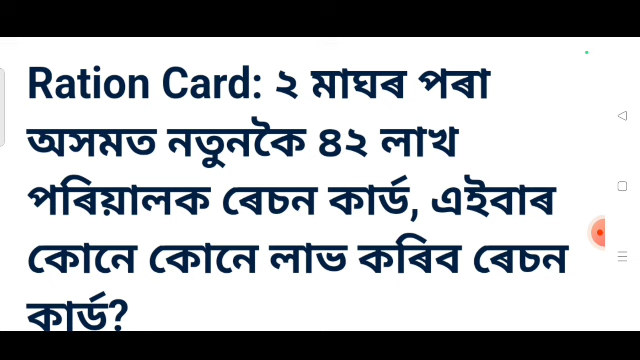 Ration Card: ২ মাঘৰ পৰা
অসমত নতুনকৈ ৪২ লাখ
পৰিয়ালক ৰেচন কাৰ্ড, এইবাৰ
কোনে কোনে লাভ কৰিব ৰেচন
কাৰ্ড?